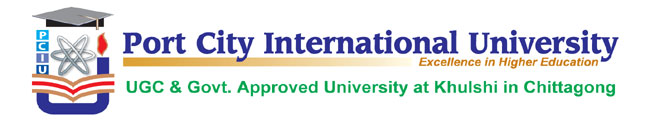 PCIU
Port City International University
Excellence in Higher Education
UGC & Govt. Approved University at Khulshi in Chittagong